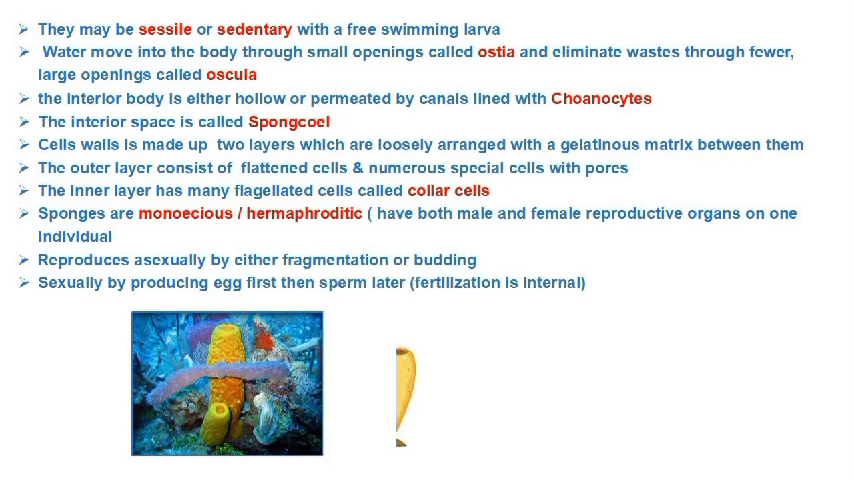 ➢ They may be sessile or sedentary with a free swimming larva
➢ Water move into the body through small openings called ostia and eliminate wastes through fewer,
large openings called oscula
➢ the interior body is either hollow or permeated by canals lined with Choanocytes
➢ The interior space is called Spongcoel
➢ Cells walls is made up two layers which are loosely arranged with a gelatinous matrix between them
➢ The outer layer consist of flattened cells & numerous special cells with pores
➢ The inner layer has many flagellated cells called collar cells
➢ Sponges are monoecious / hermaphroditic ( have both male and female reproductive organs on one
individual
➢ Reproduces asexually by either fragmentation or budding
➢ Sexually by producing egg first then sperm later (fertilization is internal)